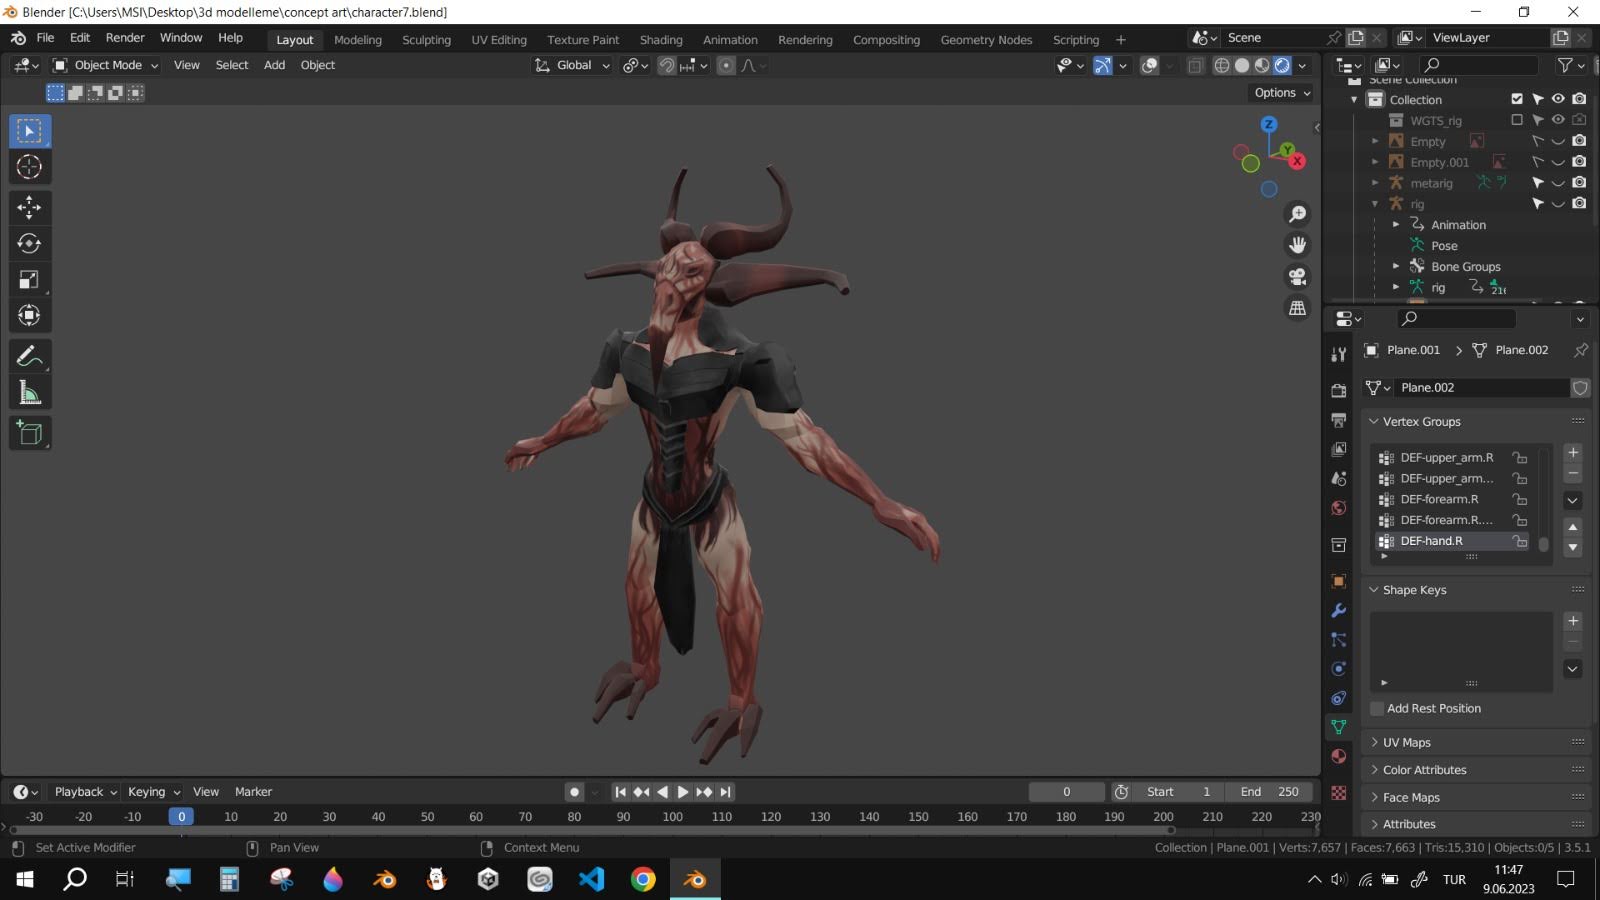 Blender [C:\Users\MSI\Desktop\3d modelleme\concept art\character7.blend]
File Edit Render Window Help Layout Modeling Sculpting UV Editing Texture Paint Shading Animation Rendering Compositing Geometry Nodes Scripting + Scene ViewLayer
Object Mode View Select Add Object Global
Options
Z
Y
X
Scene Collection
Collection
WGTS_rig
Empty
Empty.001
metarig
rig
Animation
Pose
Bone Groups
rig
Plane.001 > Plane.002
Plane.002
Vertex Groups
DEF-upper_arm.R
DEF-upper_arm...
DEF-forearm.R
DEF-forearm.R....
DEF-hand.R
Shape Keys
Add Rest Position
UV Maps
Color Attributes
Face Maps
Attributes
Playback Keying View Marker 0 Start 1 End 250
-30 -20 -10 0 10 20 30 40 50 60 70 80 90 100 110 120 130 140 150 160 170 180 190 200 210 220 230
Set Active Modifier Pan View Context Menu Collection | Plane.001 | Verts:7,657 | Faces:7,663 | Tris:15,310 | Objects:0/5 | 3.5.1
TUR 11:47
9.06.2023